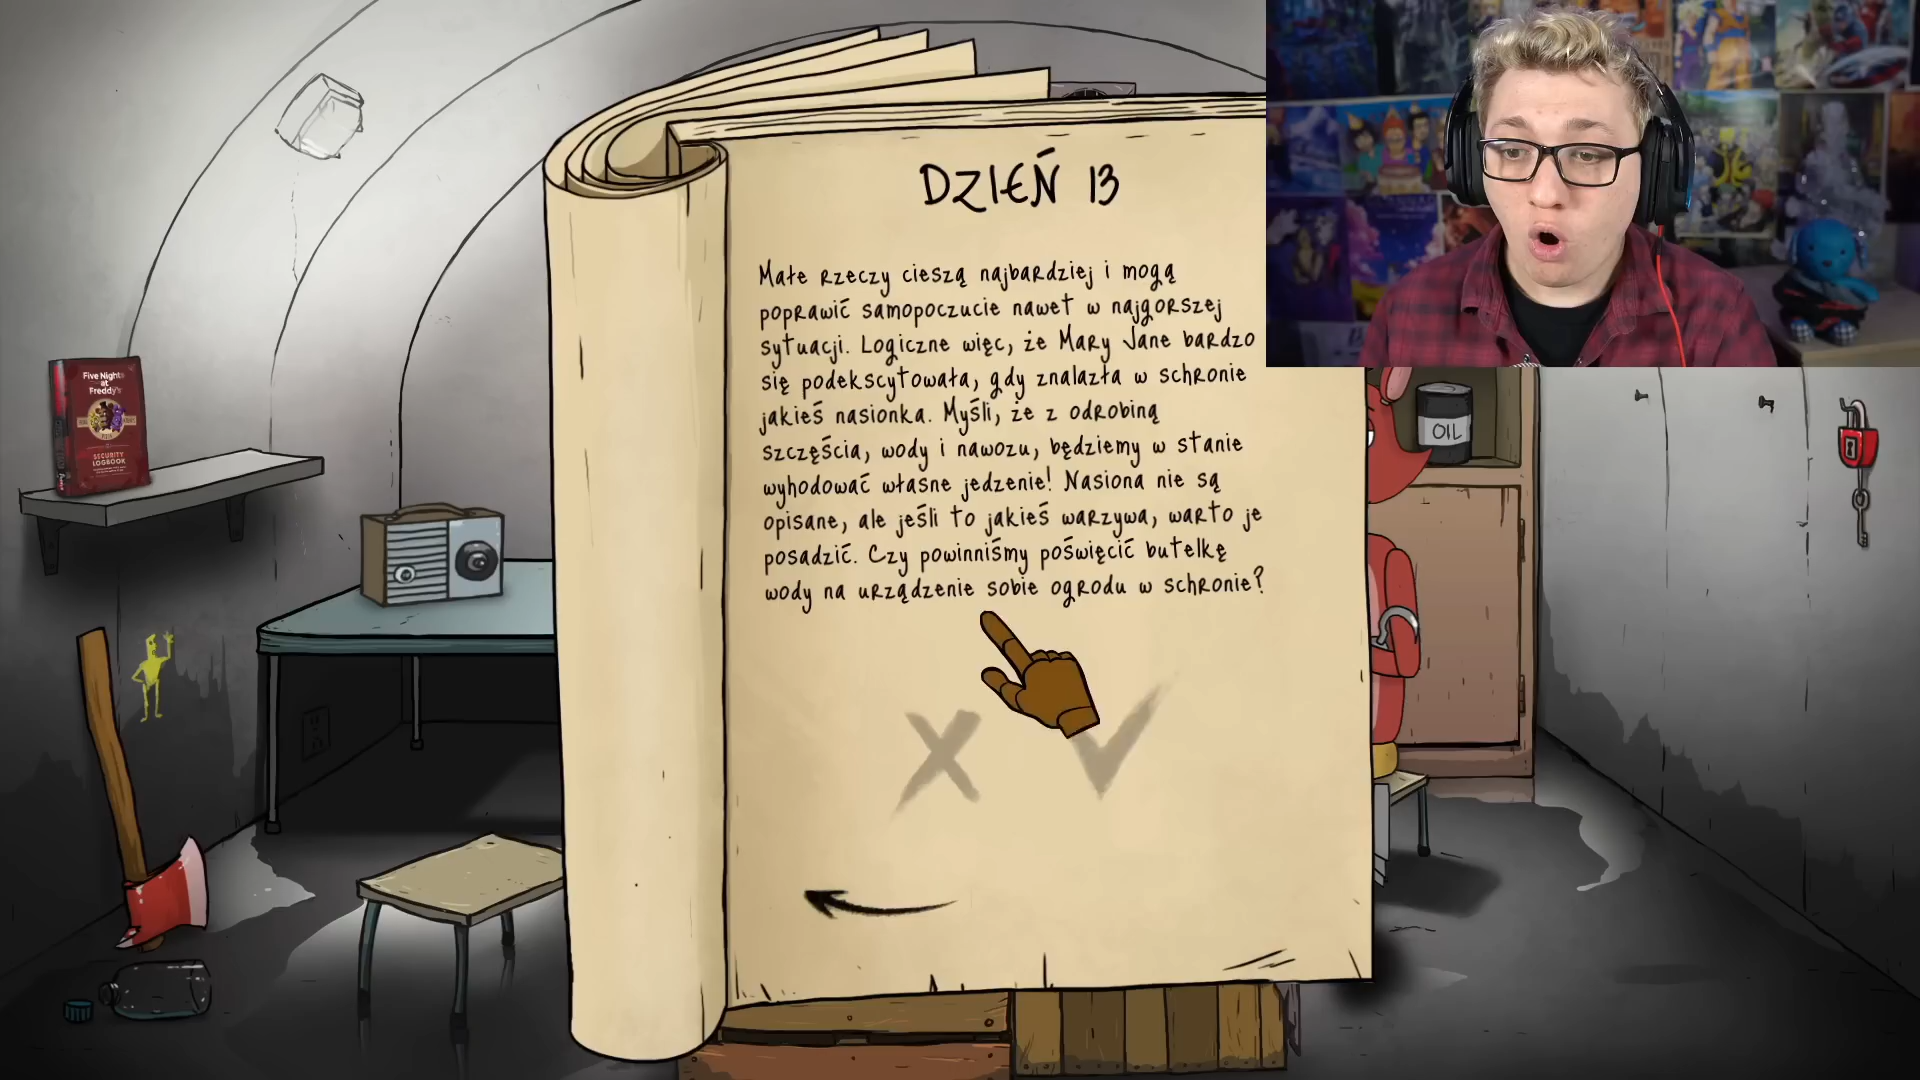 DZIEŃ 13
Małe rzeczy cieszą najbardziej i mogą
poprawić samopoczucie nawet w najgorszej
sytuacji. Logiczne więc, że Mary Jane bardzo
się podekscytowała, gdy znalazła w schronie
jakieś nasionka. Myśli, że z odrobiną
szczęścia, wody i nawozu, będziemy w stanie
wyhodować własne jedzenie! Nasiona nie są
opisane, ale jeśli to jakieś warzywa, warto je
posadzić. Czy powinniśmy poświęcić butelkę
wody na urządzenie sobie ogrodu w schronie?
Five Nights
at
Freddy's
SECURITY
LOGBOOK
OIL